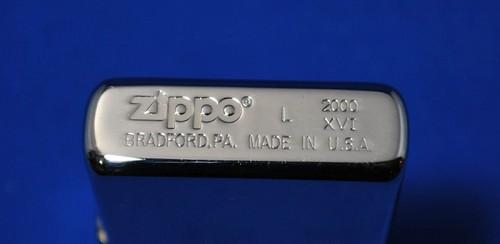 Zippo® L 2000
XVI
BRADFORD, PA. MADE IN U.S.A.